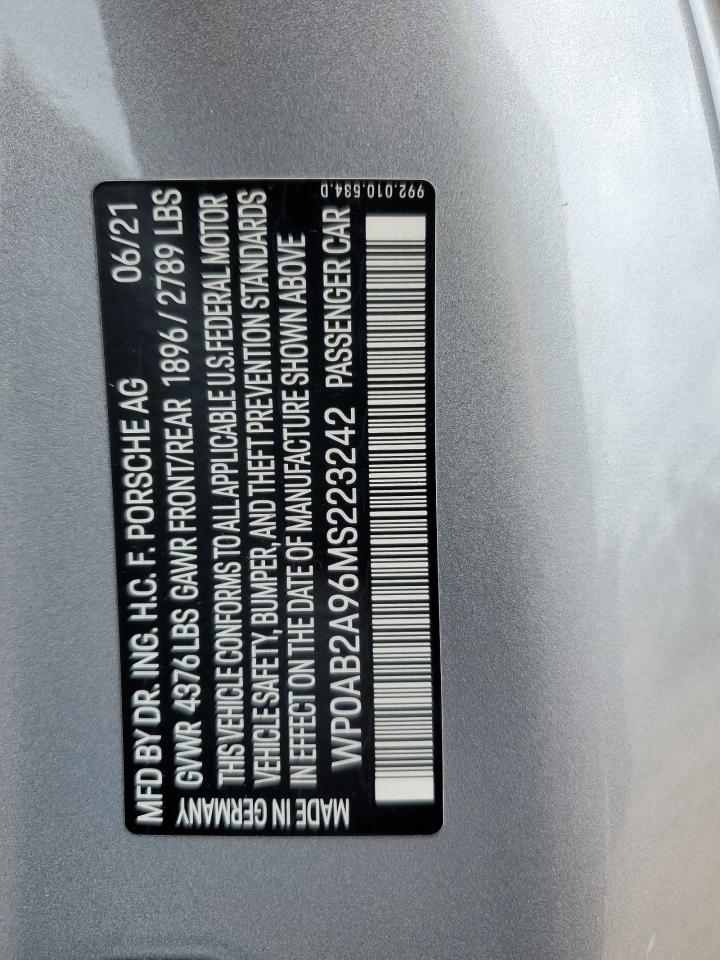 MFD BY DR. ING. H.C. F. PORSCHE AG 06/21
GVWR 4376 LBS GAWR FRONT/REAR 1896/2789 LBS
THIS VEHICLE CONFORMS TO ALL APPLICABLE U.S. FEDERAL MOTOR
VEHICLE SAFETY, BUMPER, AND THEFT PREVENTION STANDARDS
IN EFFECT ON THE DATE OF MANUFACTURE SHOWN ABOVE
WP0AB2A96MS223242 PASSENGER CAR
MADE IN GERMANY
992.010.534.D